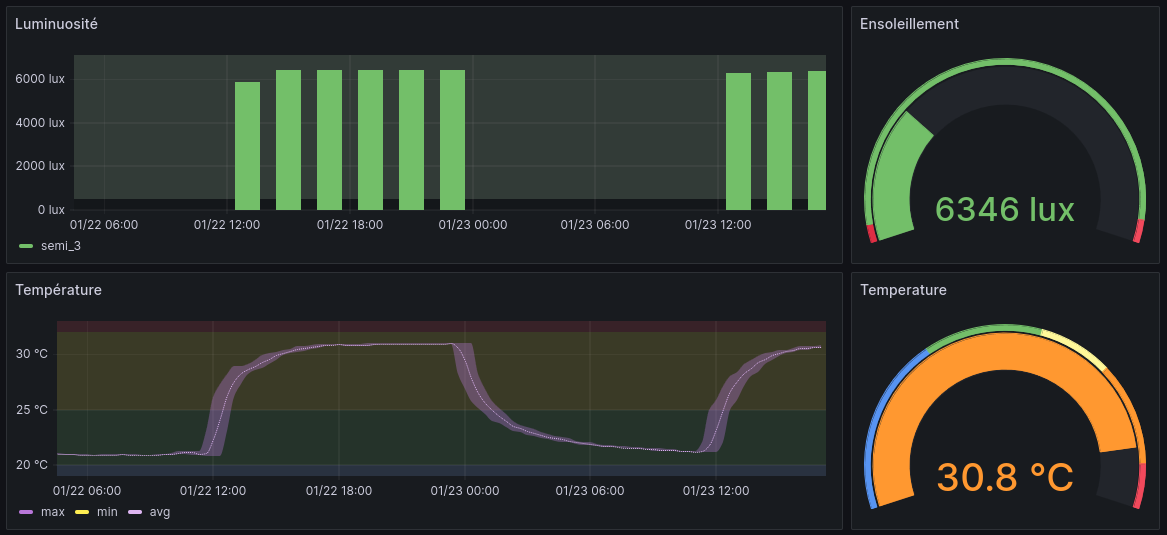 Luminuosité
6000 lux
4000 lux
2000 lux
0 lux
01/22 06:00 01/22 12:00 01/22 18:00 01/23 00:00 01/23 06:00 01/23 12:00
semi_3
Ensoleillement
6346 lux
Température
30 °C
25 °C
20 °C
01/22 06:00 01/22 12:00 01/22 18:00 01/23 00:00 01/23 06:00 01/23 12:00
max min avg
Temperature
30.8 °C